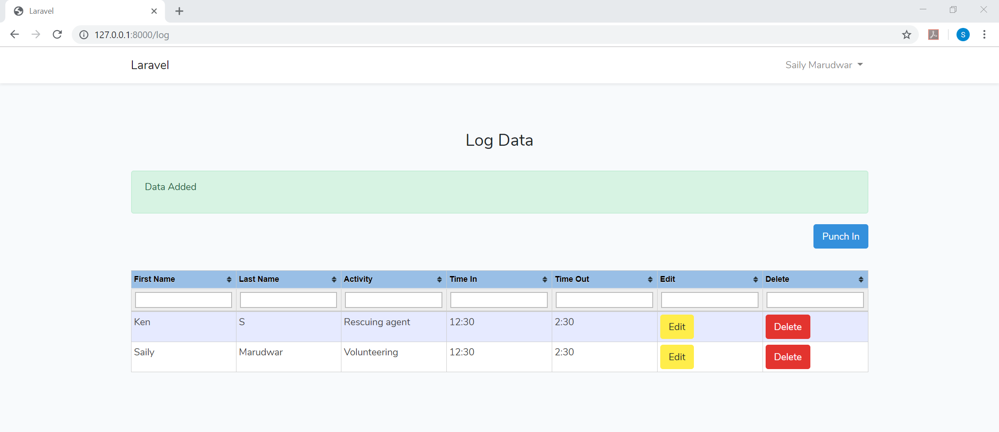 Laravel
127.0.0.1:8000/log
S
Laravel
Saily Marudwar
Log Data
Data Added
Punch In
First Name Last Name Activity Time In Time Out Edit Delete
Ken S Rescuing agent 12:30 2:30 Edit Delete
Saily Marudwar Volunteering 12:30 2:30 Edit Delete